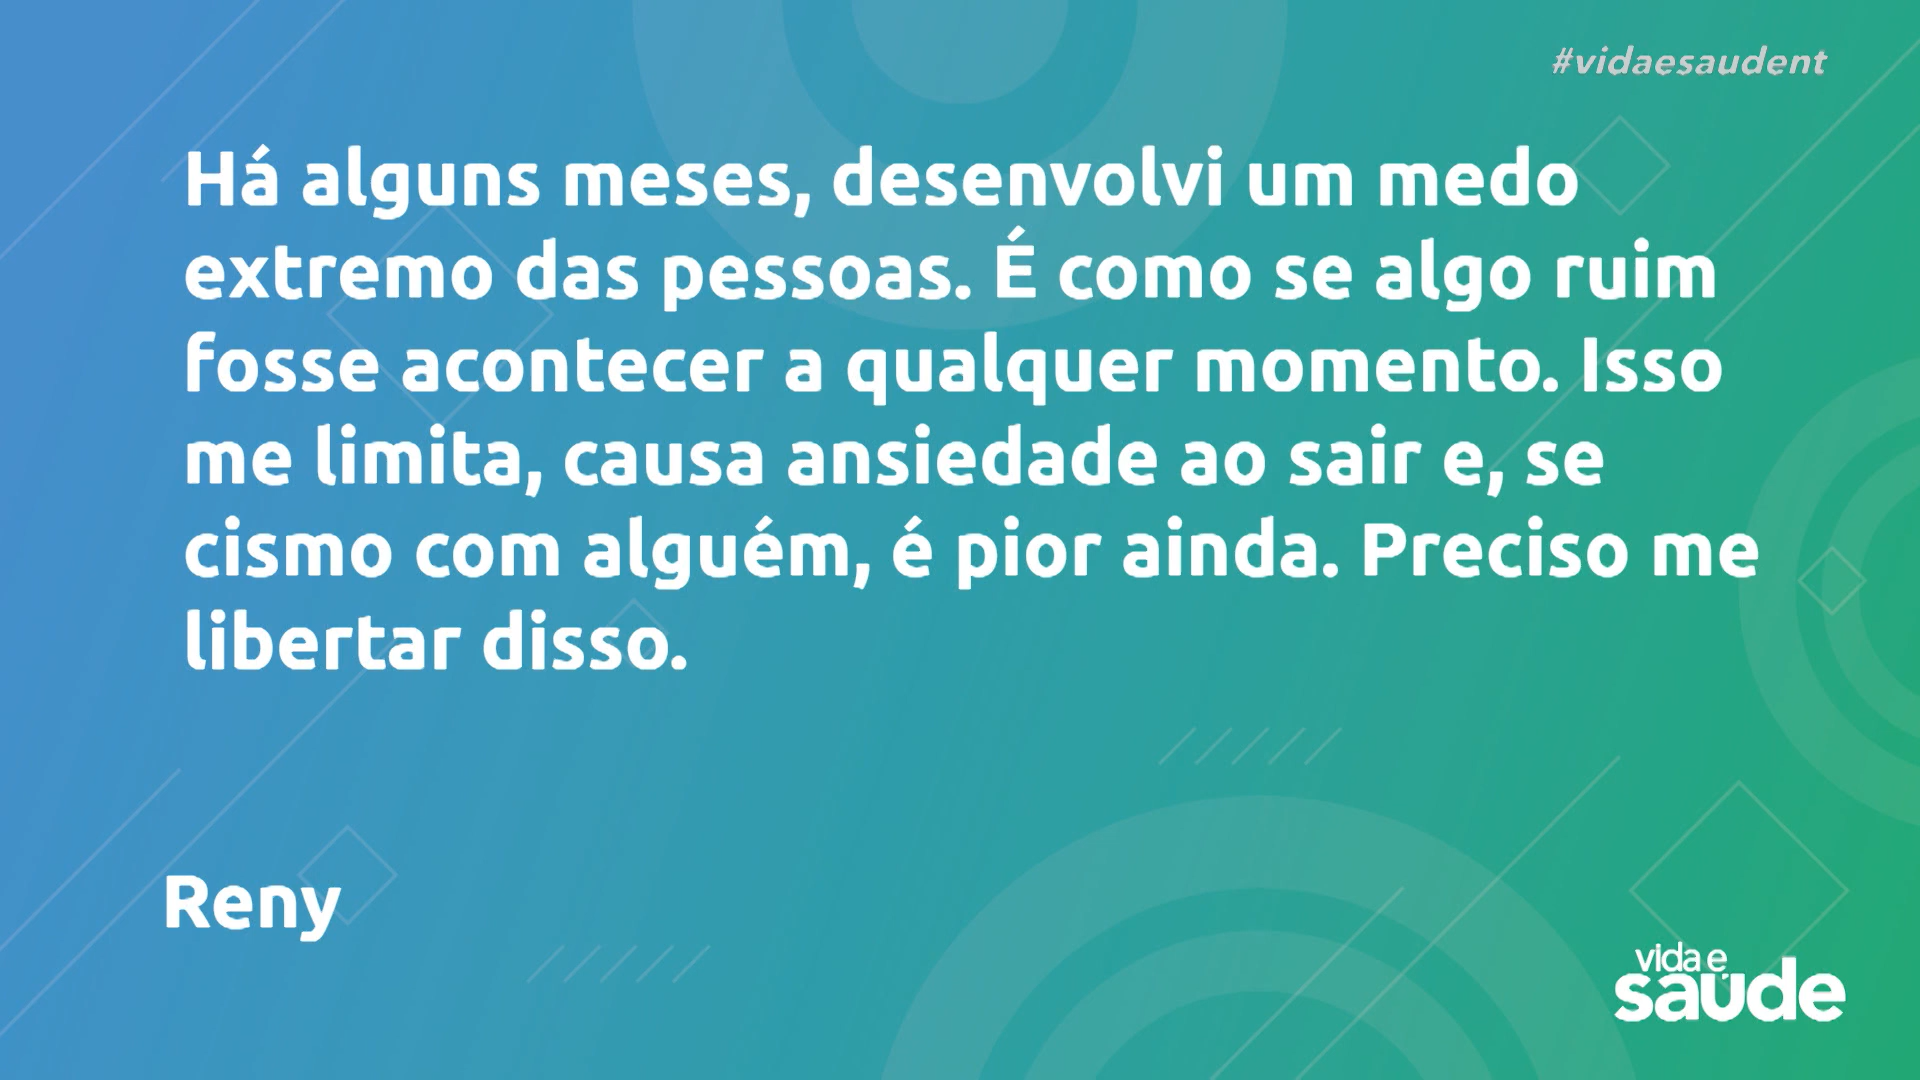 #vidaesaudent
Há alguns meses, desenvolvi um medo
extremo das pessoas. É como se algo ruim
fosse acontecer a qualquer momento. Isso
me limita, causa ansiedade ao sair e, se
cismo com alguém, é pior ainda. Preciso me
libertar disso.
Reny
vida e
saúde